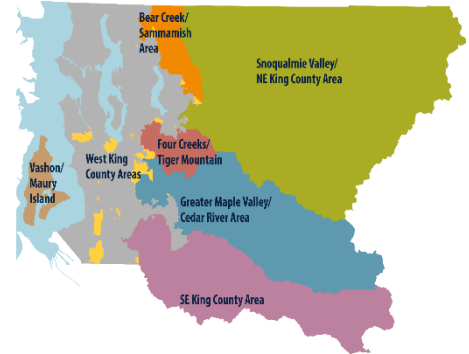 Bear Creek/
Sammamish
Area
Snoqualmie Valley/
NE King County Area
Four Creeks/
Tiger Mountain
West King
County Areas
Vashon/
Maury
Island
Greater Maple Valley/
Cedar River Area
SE King County Area